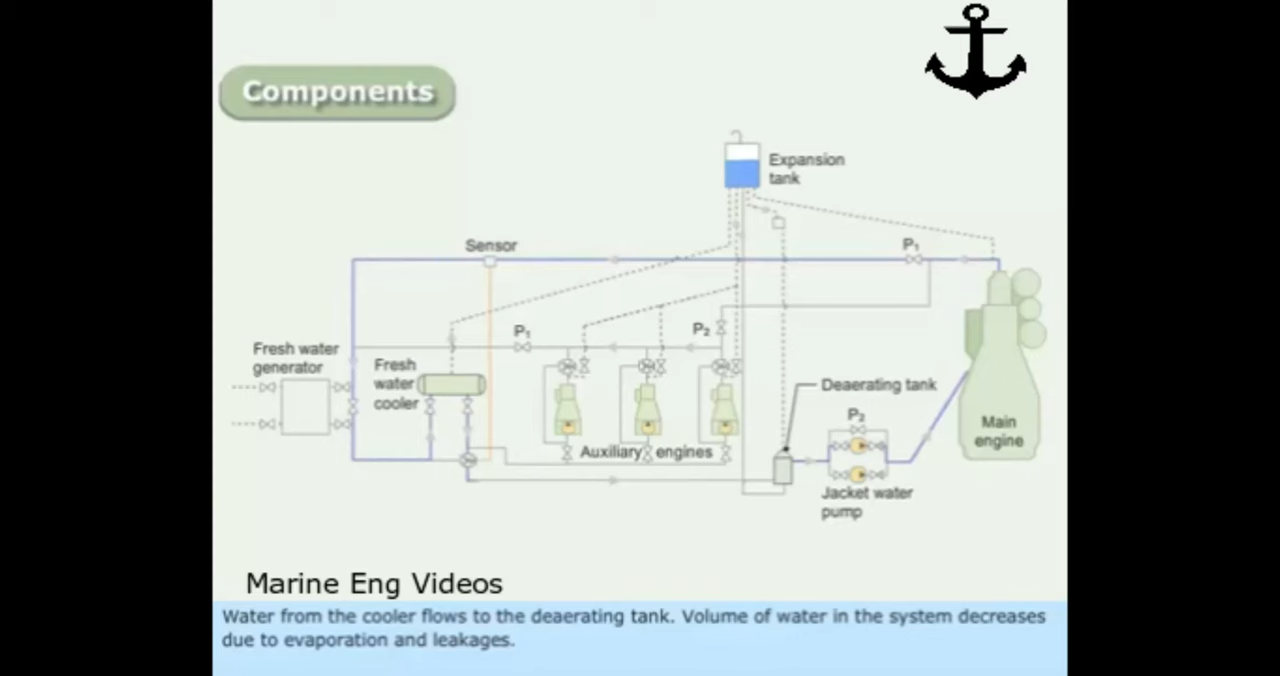 Components
Expansion
tank
Sensor
P₁
P₁
P₂
Fresh water
generator
Fresh
water
cooler
Deaerating tank
P₂
Main
engine
Auxiliary engines
Jacket water
pump
Marine Eng Videos
Water from the cooler flows to the deaerating tank. Volume of water in the system decreases
due to evaporation and leakages.